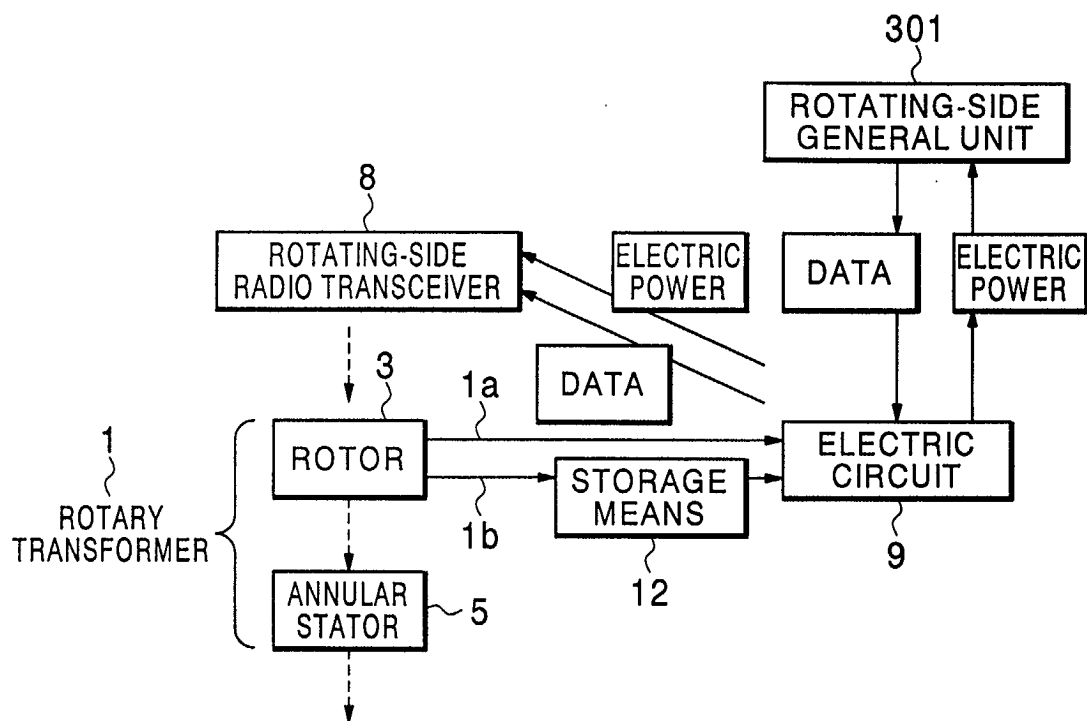 301
ROTATING-SIDE
GENERAL UNIT
8
ROTATING-SIDE
RADIO TRANSCEIVER
ELECTRIC
POWER
DATA
ELECTRIC
POWER
DATA
3
1a
1
ROTOR
ELECTRIC
CIRCUIT
STORAGE
MEANS
1b
ROTARY
TRANSFORMER
9
12
ANNULAR
STATOR
5